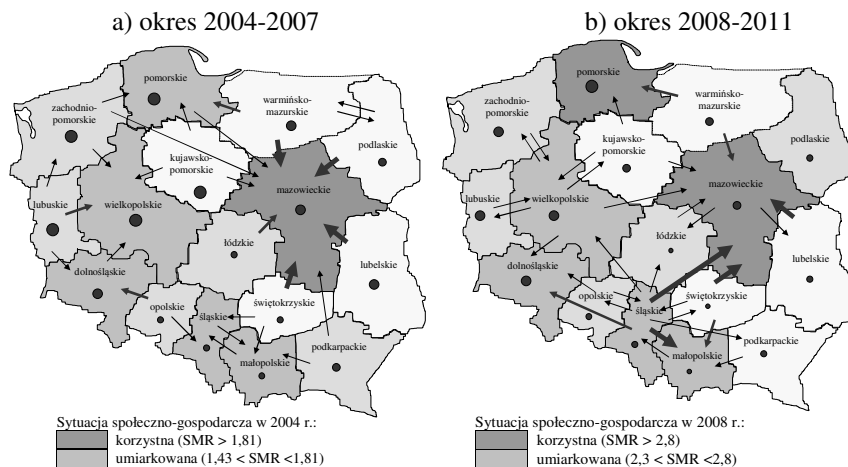 a) okres 2004-2007
pomorskie
zachodnio-
pomorskie
warmińsko-
mazurskie
podlaskie
kujawsko-
pomorskie
mazowieckie
lubuskie
wielkopolskie
łódzkie
lubelskie
dolnośląskie
opolskie
śląskie
świętokrzyskie
podkarpackie
małopolskie
Sytuacja społeczno-gospodarcza w 2004 r.:
korzystna (SMR > 1,81)
umiarkowana (1,43 < SMR <1,81)
b) okres 2008-2011
pomorskie
zachodnio-
pomorskie
warmińsko-
mazurskie
podlaskie
kujawsko-
pomorskie
mazowieckie
lubuskie
wielkopolskie
łódzkie
lubelskie
dolnośląskie
opolskie
śląskie
świętokrzyskie
podkarpackie
małopolskie
Sytuacja społeczno-gospodarcza w 2008 r.:
korzystna (SMR > 2,8)
umiarkowana (2,3 < SMR <2,8)